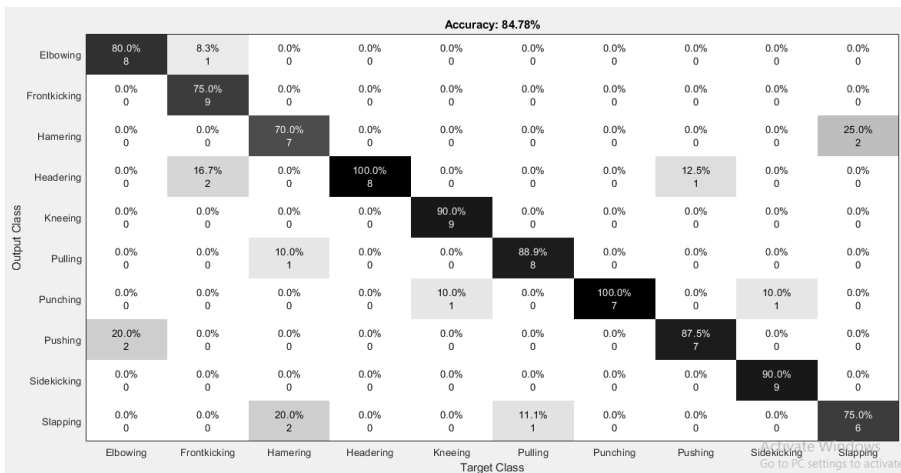 Accuracy: 84.78%
Output Class
Elbowing 80.0% 8.3% 0.0% 0.0% 0.0% 0.0% 0.0% 0.0% 0.0% 0.0%
8 1 0 0 0 0 0 0 0 0
Frontkicking 0.0% 75.0% 0.0% 0.0% 0.0% 0.0% 0.0% 0.0% 0.0% 0.0%
0 9 0 0 0 0 0 0 0 0
Hamering 0.0% 0.0% 70.0% 0.0% 0.0% 0.0% 0.0% 0.0% 0.0% 25.0%
0 0 7 0 0 0 0 0 0 2
Headering 0.0% 16.7% 0.0% 100.0% 0.0% 0.0% 0.0% 12.5% 0.0% 0.0%
0 2 0 8 0 0 0 1 0 0
Kneeing 0.0% 0.0% 0.0% 0.0% 90.0% 0.0% 0.0% 0.0% 0.0% 0.0%
0 0 0 0 9 0 0 0 0 0
Pulling 0.0% 0.0% 10.0% 0.0% 0.0% 88.9% 0.0% 0.0% 0.0% 0.0%
0 0 1 0 0 8 0 0 0 0
Punching 0.0% 0.0% 0.0% 0.0% 10.0% 0.0% 100.0% 0.0% 10.0% 0.0%
0 0 0 0 1 0 7 0 1 0
Pushing 20.0% 0.0% 0.0% 0.0% 0.0% 0.0% 0.0% 87.5% 0.0% 0.0%
2 0 0 0 0 0 0 7 0 0
Sidekicking 0.0% 0.0% 0.0% 0.0% 0.0% 0.0% 0.0% 0.0% 90.0% 0.0%
0 0 0 0 0 0 0 0 9 0
Slapping 0.0% 0.0% 20.0% 0.0% 0.0% 11.1% 0.0% 0.0% 0.0% 75.0%
0 0 2 0 0 1 0 0 0 6
Elbowing Frontkicking Hamering Headering Kneeing Pulling Punching Pushing Sidekicking Slapping
Target Class
Activate Windows
Go to PC settings to activate